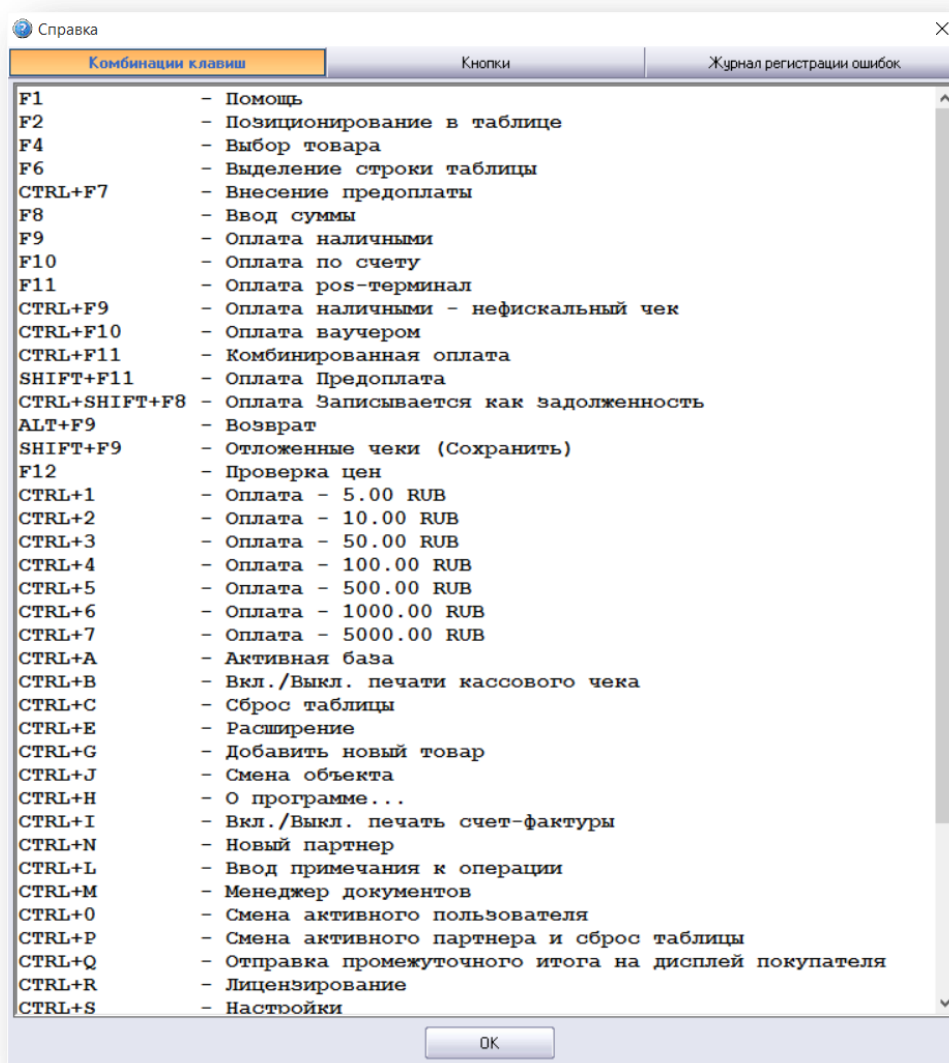 Справка
Комбинации клавиш Кнопки Журнал регистрации ошибок
F1 - Помощь
F2 - Позиционирование в таблице
F4 - Выбор товара
F6 - Выделение строки таблицы
CTRL+F7 - Внесение предоплаты
F8 - Ввод суммы
F9 - Оплата наличными
F10 - Оплата по счету
F11 - Оплата pos-терминал
CTRL+F9 - Оплата наличными - нефискальный чек
CTRL+F10 - Оплата ваучером
CTRL+F11 - Комбинированная оплата
SHIFT+F11 - Оплата Предоплата
CTRL+SHIFT+F8 - Оплата Записывается как задолженность
ALT+F9 - Возврат
SHIFT+F9 - Отложенные чеки (Сохранить)
F12 - Проверка цен
CTRL+1 - Оплата - 5.00 RUB
CTRL+2 - Оплата - 10.00 RUB
CTRL+3 - Оплата - 50.00 RUB
CTRL+4 - Оплата - 100.00 RUB
CTRL+5 - Оплата - 500.00 RUB
CTRL+6 - Оплата - 1000.00 RUB
CTRL+7 - Оплата - 5000.00 RUB
CTRL+A - Активная база
CTRL+B - Вкл./Выкл. печати кассового чека
CTRL+C - Сброс таблицы
CTRL+E - Расширение
CTRL+G - Добавить новый товар
CTRL+J - Смена объекта
CTRL+H - О программе...
CTRL+I - Вкл./Выкл. печать счет-фактуры
CTRL+N - Новый партнер
CTRL+L - Ввод примечания к операции
CTRL+M - Менеджер документов
CTRL+0 - Смена активного пользователя
CTRL+P - Смена активного партнера и сброс таблицы
CTRL+Q - Отправка промежуточного итога на дисплей покупателя
CTRL+R - Лицензирование
CTRL+S - Настройки
OK